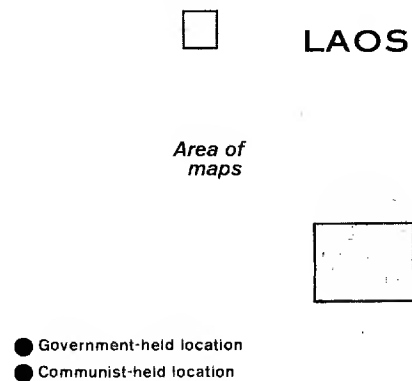 LAOS
Area of
maps
Government-held location
Communist-held location